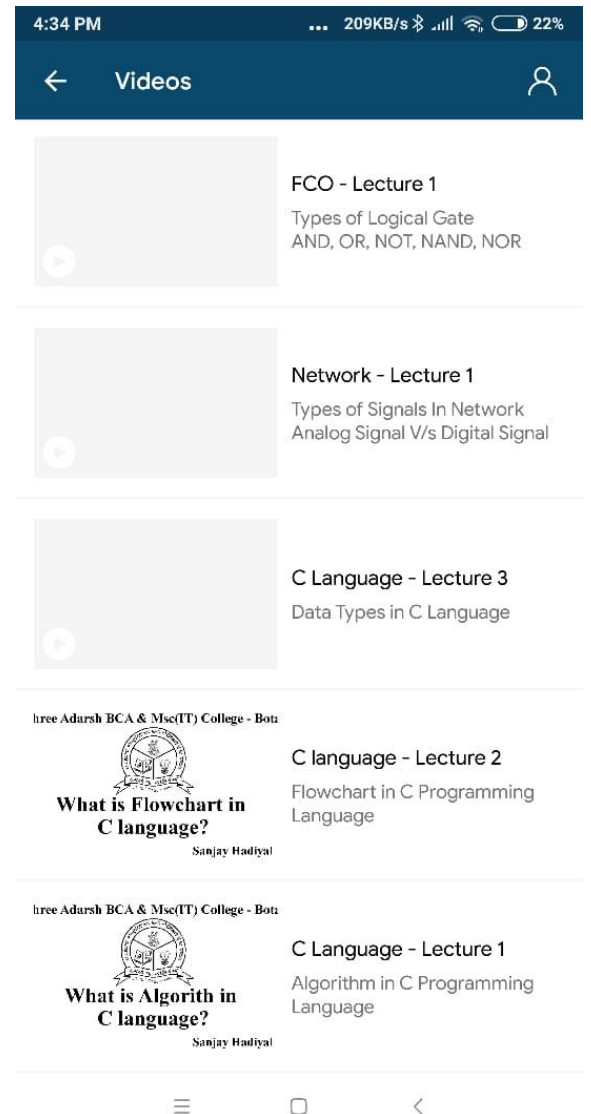 4:34 PM ... 209KB/s 22%
Videos
FCO - Lecture 1
Types of Logical Gate
AND, OR, NOT, NAND, NOR
Network - Lecture 1
Types of Signals In Network
Analog Signal V/s Digital Signal
C Language - Lecture 3
Data Types in C Language
hree Adarsh BCA & Msc(IT) College - Bota
What is Flowchart in
C language?
Sanjay Hadiyal
C language - Lecture 2
Flowchart in C Programming
Language
hree Adarsh BCA & Msc(IT) College - Bota
What is Algorith in
C language?
Sanjay Hadiyal
C Language - Lecture 1
Algorithm in C Programming
Language